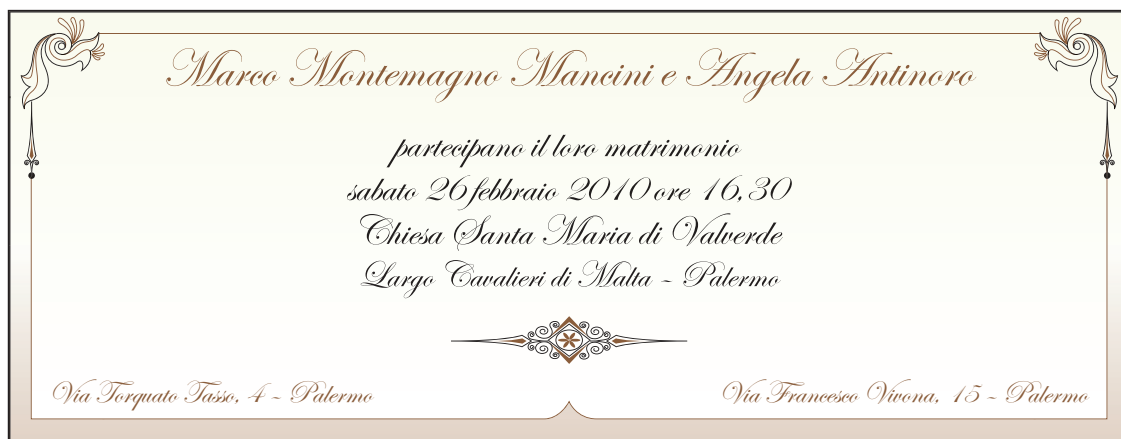 Marco Montemagno Mancini e Angela Antinoro
partecipano il loro matrimonio
sabato 26 febbraio 2010 ore 16,30
Chiesa Santa Maria di Valverde
Largo Cavalieri di Malta - Palermo
Via Torquato Tasso, 4 - Palermo
Via Francesco Vivona, 15 - Palermo